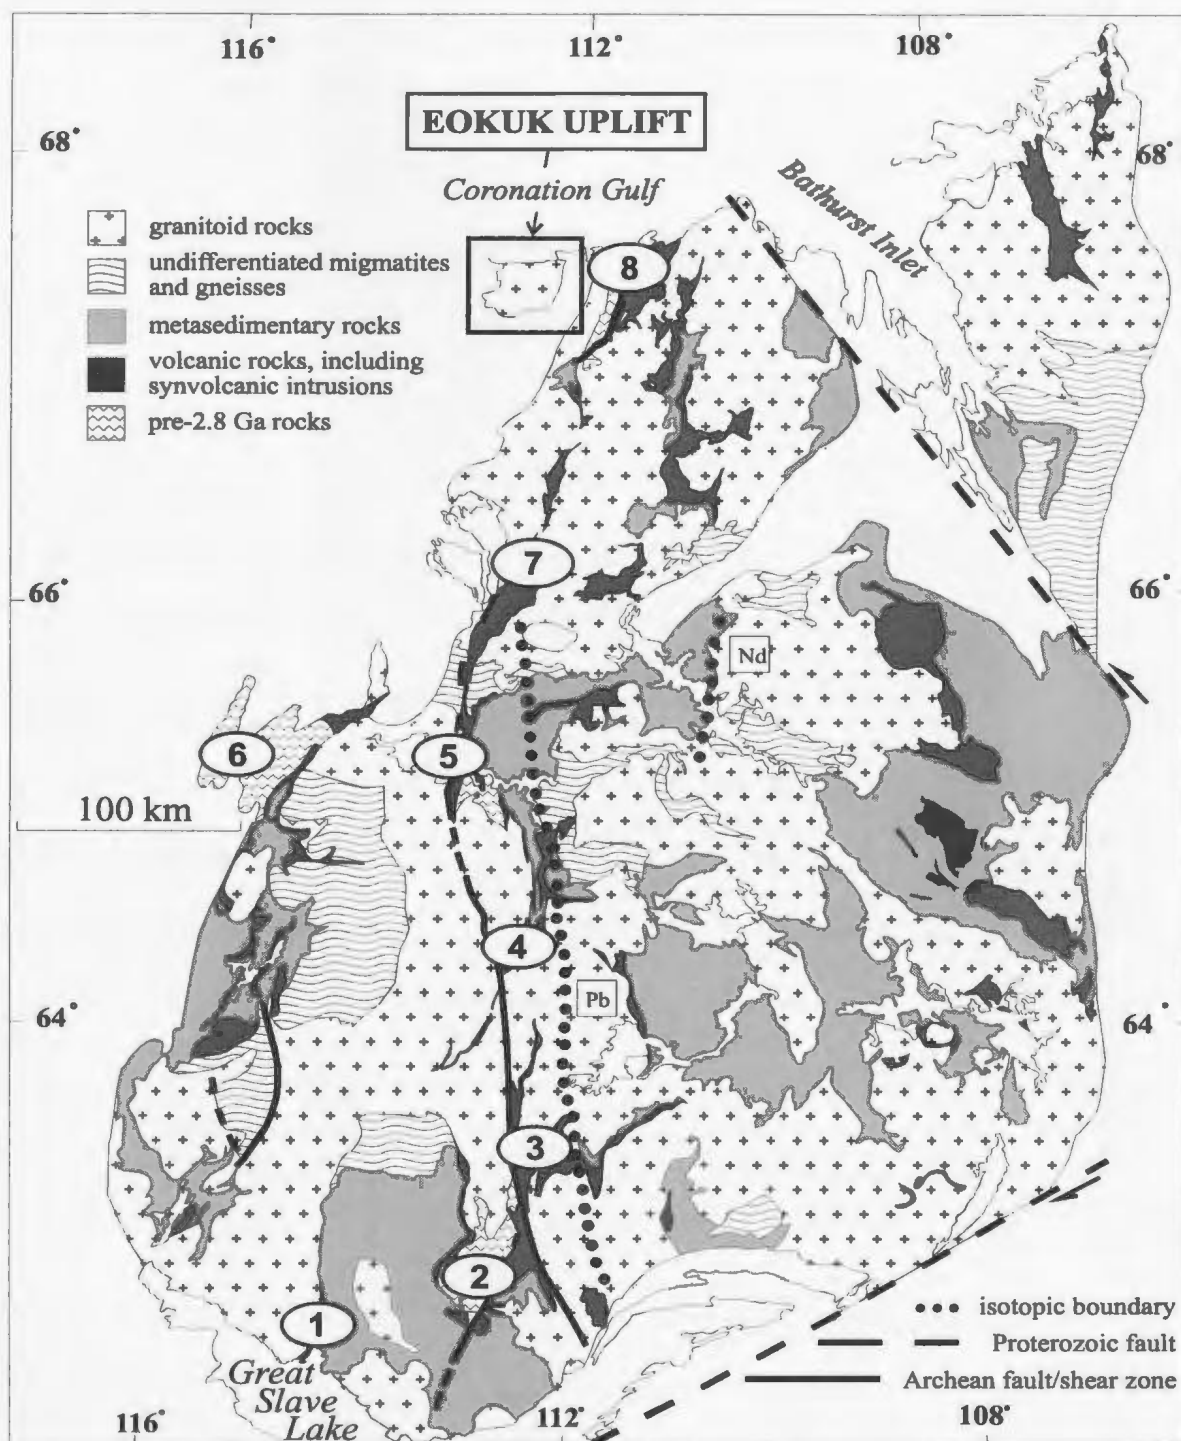 116°
112°
108°
EOKUK UPLIFT
68°
68°
Coronation Gulf
Bathurst Inlet
granitoid rocks
undifferentiated migmatites
and gneisses
metasedimentary rocks
volcanic rocks, including
synvolcanic intrusions
pre-2.8 Ga rocks
8
7
66°
66°
Nd
6
5
100 km
4
Pb
64°
64°
3
2
1
isotopic boundary
Proterozoic fault
Archean fault/shear zone
Great
Slave
Lake
116°
112°
108°